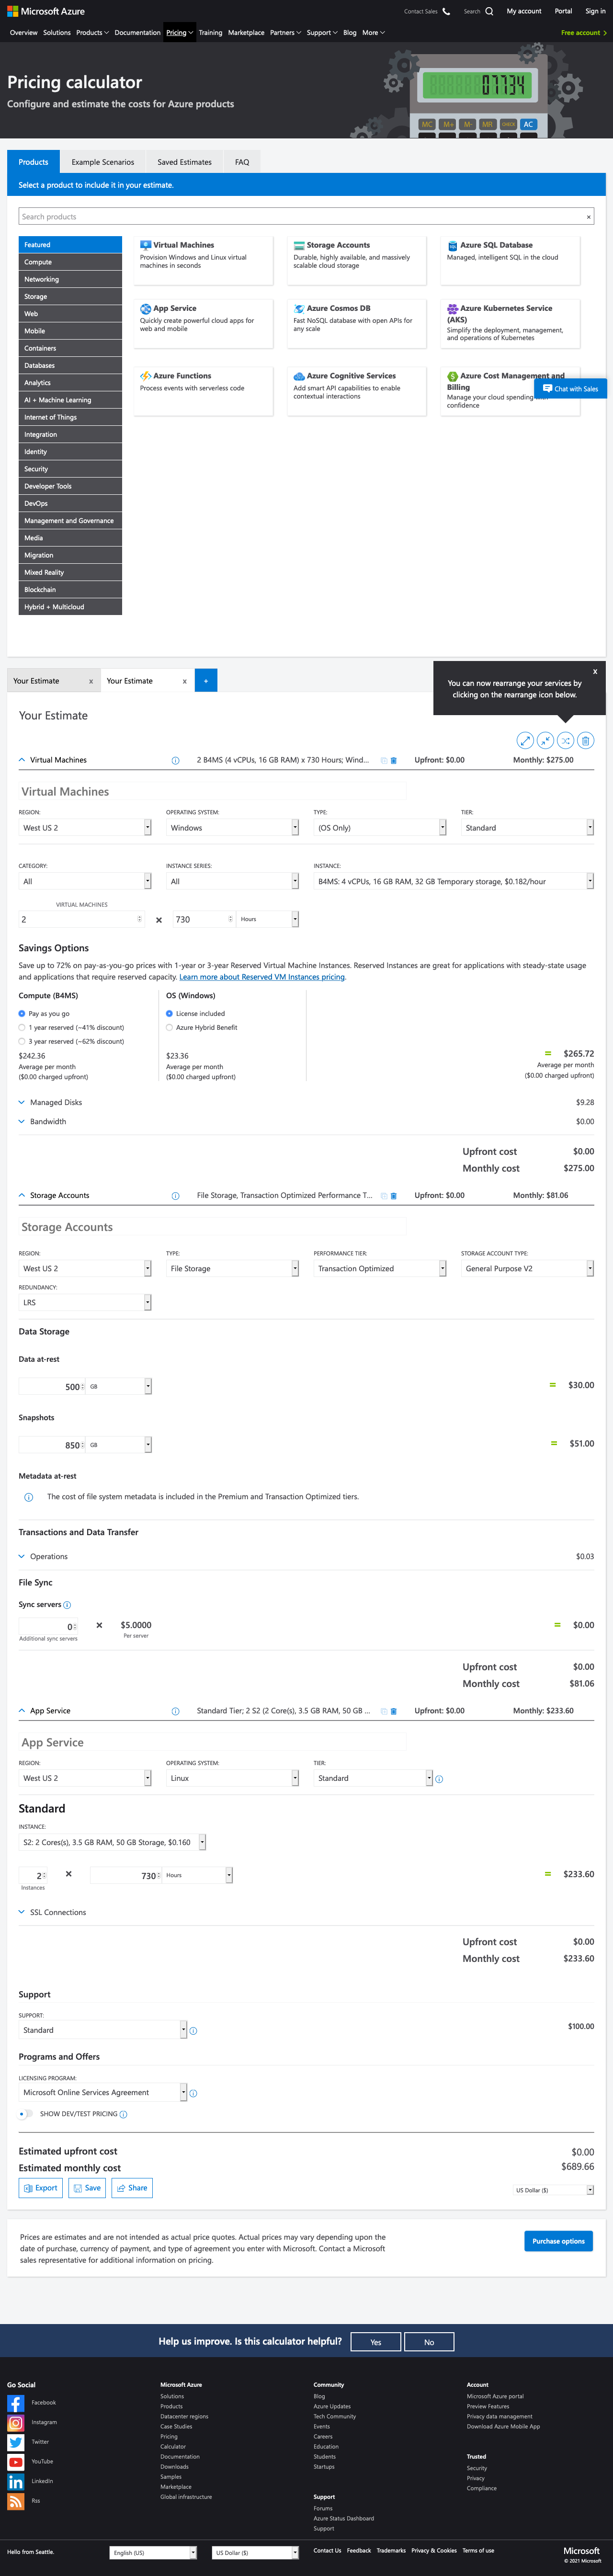 Microsoft Azure
Contact Sales
Search
My account
Portal
Sign in
Overview Solutions Products Documentation Pricing Training Marketplace Partners Support Blog More
Free account
Pricing calculator
Configure and estimate the costs for Azure products
07734
MC M+ M- MR AC
Products Example Scenarios Saved Estimates FAQ
Select a product to include it in your estimate.
Search products ×
Featured
Compute
Networking
Storage
Web
Mobile
Containers
Databases
Analytics
AI + Machine Learning
Internet of Things
Integration
Identity
Security
Developer Tools
DevOps
Management and Governance
Media
Migration
Mixed Reality
Blockchain
Hybrid + Multicloud
Virtual Machines
Provision Windows and Linux virtual
machines in seconds
Storage Accounts
Durable, highly available, and massively
scalable cloud storage
Azure SQL Database
Managed, intelligent SQL in the cloud
App Service
Quickly create powerful cloud apps for
web and mobile
Azure Cosmos DB
Fast NoSQL database with open APIs for
any scale
Azure Kubernetes Service
(AKS)
Simplify the deployment, management,
and operations of Kubernetes
Azure Functions
Process events with serverless code
Azure Cognitive Services
Add smart API capabilities to enable
contextual interactions
Azure Cost Management and
Billing
Manage your cloud spending
confidence
Chat with Sales
Your Estimate x
Your Estimate x
+
x
You can now rearrange your services by
clicking on the rearrange icon below.
Your Estimate
Virtual Machines 2 B4MS (4 vCPUs, 16 GB RAM) x 730 Hours; Wind... Upfront: $0.00 Monthly: $275.00
Virtual Machines
REGION: OPERATING SYSTEM: TYPE: TIER:
West US 2 Windows (OS Only) Standard
CATEGORY: INSTANCE SERIES: INSTANCE:
All All B4MS: 4 vCPUs, 16 GB RAM, 32 GB Temporary storage, $0.182/hour
VIRTUAL MACHINES
2 × 730 Hours
Savings Options
Save up to 72% on pay-as-you-go prices with 1-year or 3-year Reserved Virtual Machine Instances. Reserved Instances are great for applications with steady-state usage
and applications that require reserved capacity. Learn more about Reserved VM Instances pricing.
Compute (B4MS)
Pay as you go
1 year reserved (~41% discount)
3 year reserved (~62% discount)
$242.36
Average per month
($0.00 charged upfront)
OS (Windows)
License included
Azure Hybrid Benefit
$23.36
Average per month
($0.00 charged upfront)
= $265.72
Average per month
($0.00 charged upfront)
Managed Disks $9.28
Bandwidth $0.00
Upfront cost $0.00
Monthly cost $275.00
Storage Accounts File Storage, Transaction Optimized Performance T... Upfront: $0.00 Monthly: $81.06
Storage Accounts
REGION: TYPE: PERFORMANCE TIER: STORAGE ACCOUNT TYPE:
West US 2 File Storage Transaction Optimized General Purpose V2
REDUNDANCY:
LRS
Data Storage
Data at-rest
500 GB = $30.00
Snapshots
850 GB = $51.00
Metadata at-rest
The cost of file system metadata is included in the Premium and Transaction Optimized tiers.
Transactions and Data Transfer
Operations $0.03
File Sync
Sync servers
0 × $5.0000 = $0.00
Additional sync servers Per server
Upfront cost $0.00
Monthly cost $81.06
App Service Standard Tier; 2 S2 (2 Core(s), 3.5 GB RAM, 50 GB ... Upfront: $0.00 Monthly: $233.60
App Service
REGION: OPERATING SYSTEM: TIER:
West US 2 Linux Standard
Standard
INSTANCE:
S2: 2 Cores(s), 3.5 GB RAM, 50 GB Storage, $0.160
2 × 730 Hours = $233.60
Instances
SSL Connections
Upfront cost $0.00
Monthly cost $233.60
Support
SUPPORT:
Standard $100.00
Programs and Offers
LICENSING PROGRAM:
Microsoft Online Services Agreement
SHOW DEV/TEST PRICING
Estimated upfront cost $0.00
Estimated monthly cost $689.66
Export Save Share US Dollar ($)
Prices are estimates and are not intended as actual price quotes. Actual prices may vary depending upon the
date of purchase, currency of payment, and type of agreement you enter with Microsoft. Contact a Microsoft
sales representative for additional information on pricing.
Purchase options
Help us improve. Is this calculator helpful? Yes No
Go Social
Facebook
Instagram
Twitter
YouTube
LinkedIn
Rss
Microsoft Azure
Solutions
Products
Datacenter regions
Case Studies
Pricing
Calculator
Documentation
Downloads
Samples
Marketplace
Global infrastructure
Community
Blog
Azure Updates
Tech Community
Events
Careers
Education
Students
Startups
Support
Forums
Azure Status Dashboard
Support
Account
Microsoft Azure portal
Preview Features
Privacy data management
Download Azure Mobile App
Trusted
Security
Privacy
Compliance
Hello from Seattle. English (US) US Dollar ($) Contact Us Feedback Trademarks Privacy & Cookies Terms of use
Microsoft
© 2021 Microsoft